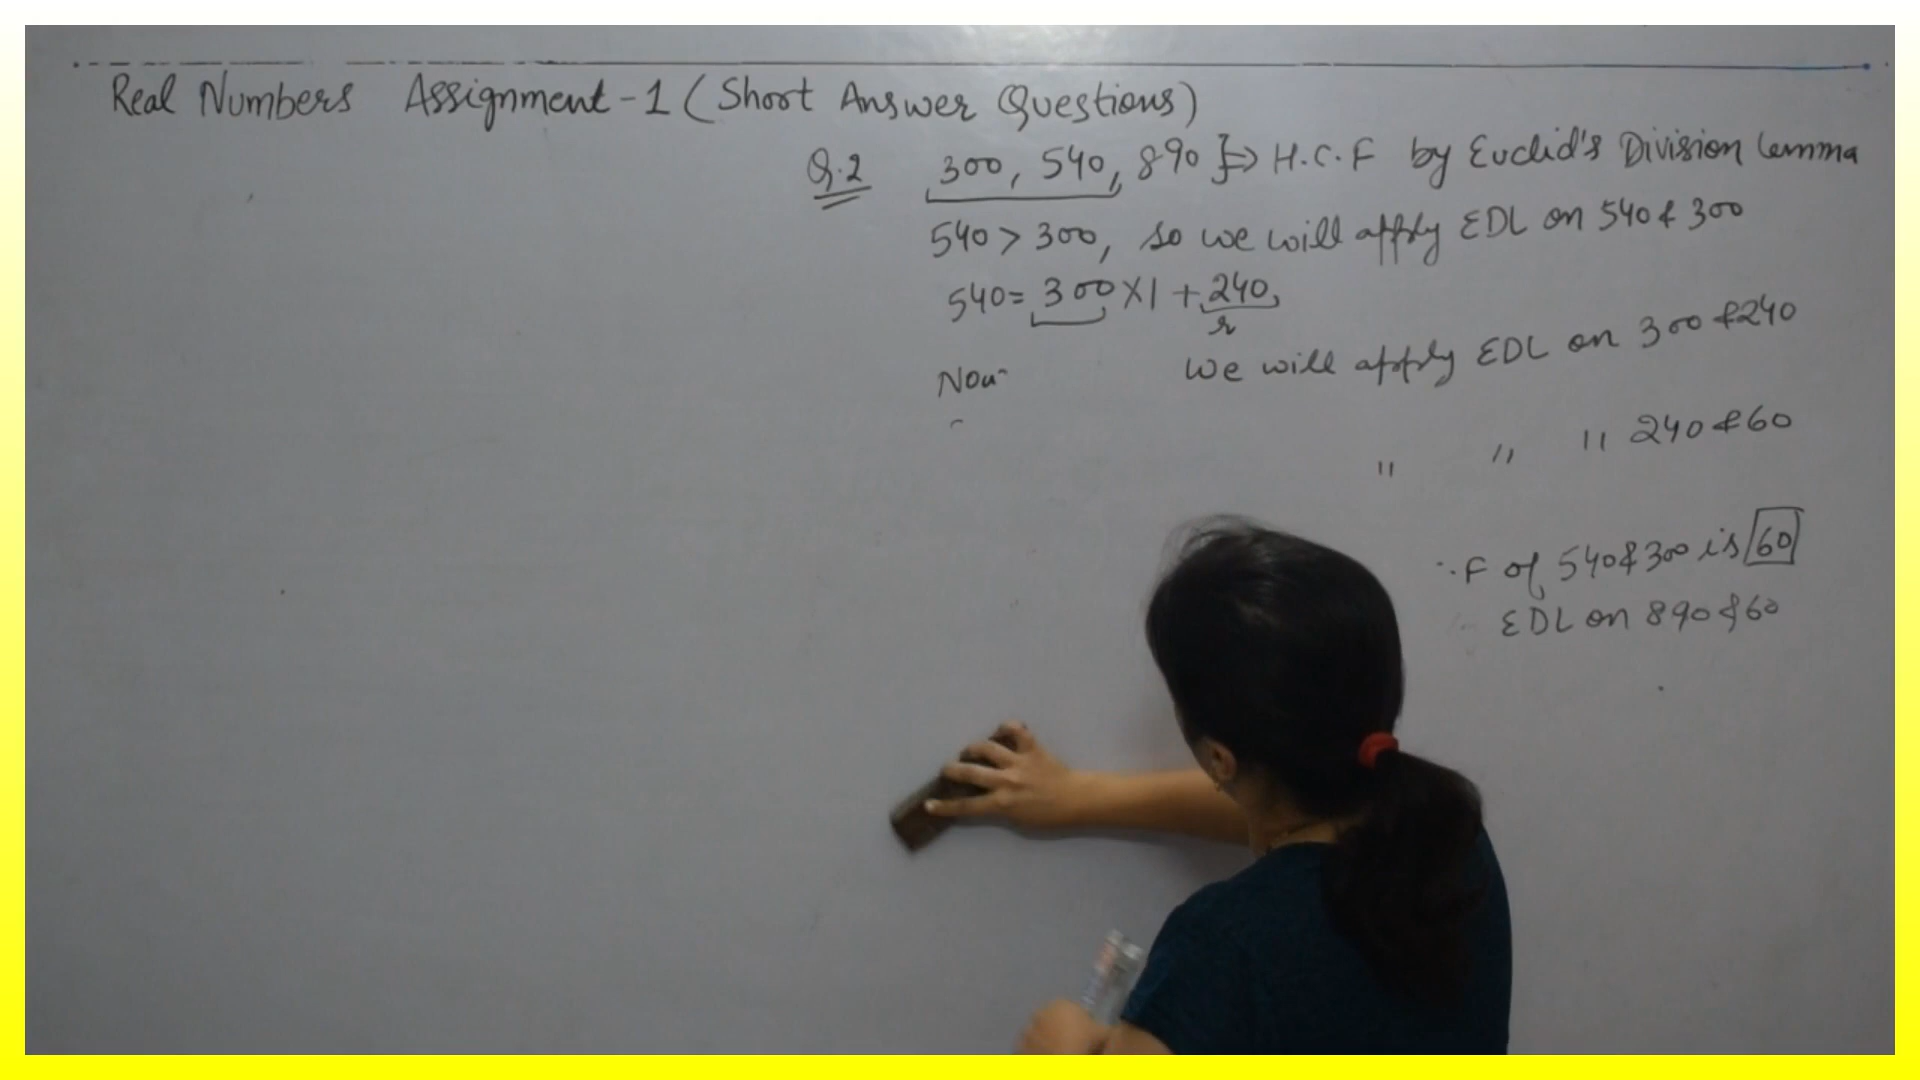 Real Numbers Assignment-1 (Short Answer Questions)
Q.2 300, 540, 890 }⇒ H.C.F by Euclid's Division Lemma
540 > 300, so we will apply EDL on 540 & 300
540 = 300 × 1 + 240
r
Now We will apply EDL on 300 & 240
" " " 240 & 60
F of 540 & 300 is 60
EDL on 890 & 60